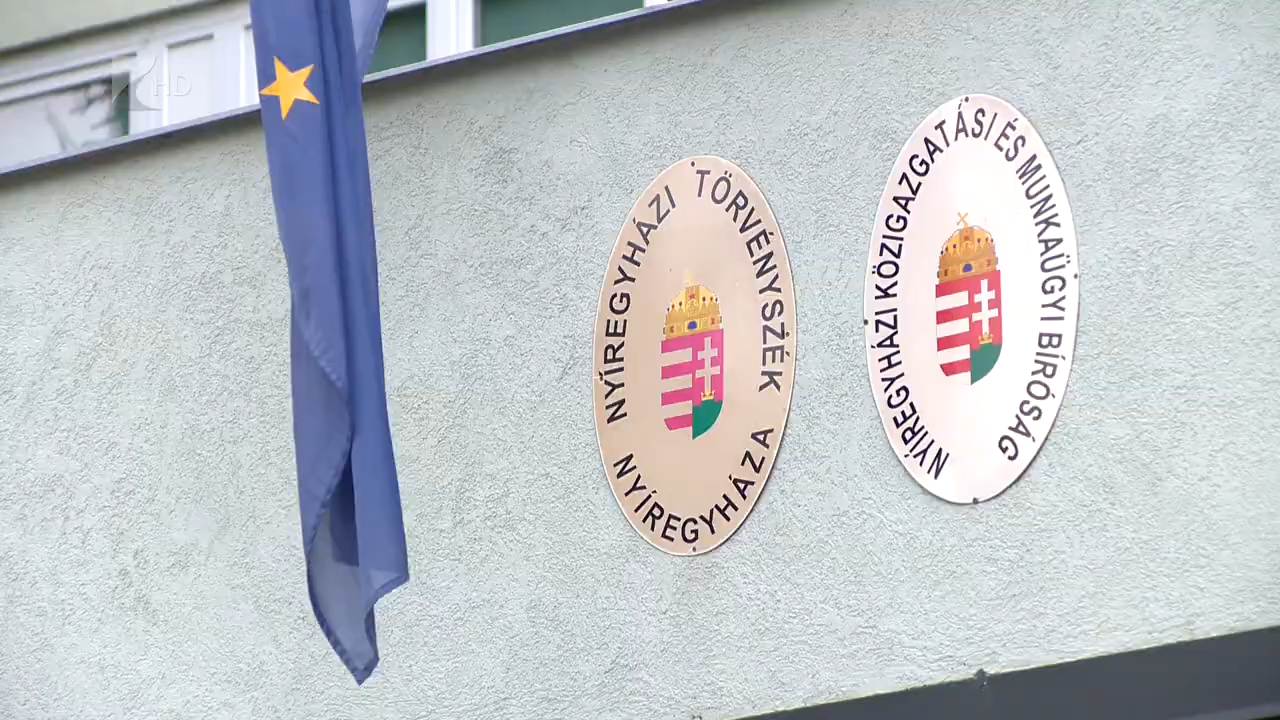 HD
NYÍREGYHÁZI TÖRVÉNYSZÉK
NYÍREGYHÁZA
NYÍREGYHÁZI KÖZIGAZGATÁSI ÉS MUNKAÜGYI BÍRÓSÁG